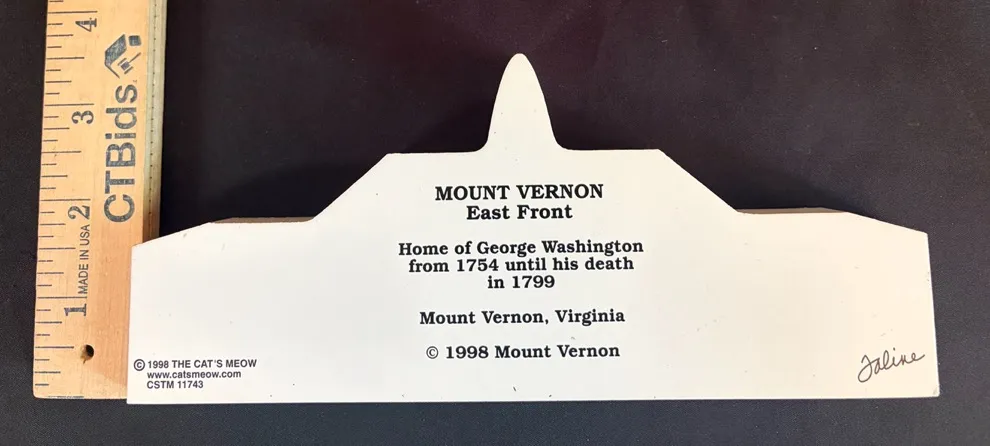 4
3
CTBids
2
MADE IN USA
1
MOUNT VERNON
East Front
Home of George Washington
from 1754 until his death
in 1799
Mount Vernon, Virginia
© 1998 Mount Vernon
© 1998 THE CAT'S MEOW
www.catsmeow.com
CSTM 11743
Faline